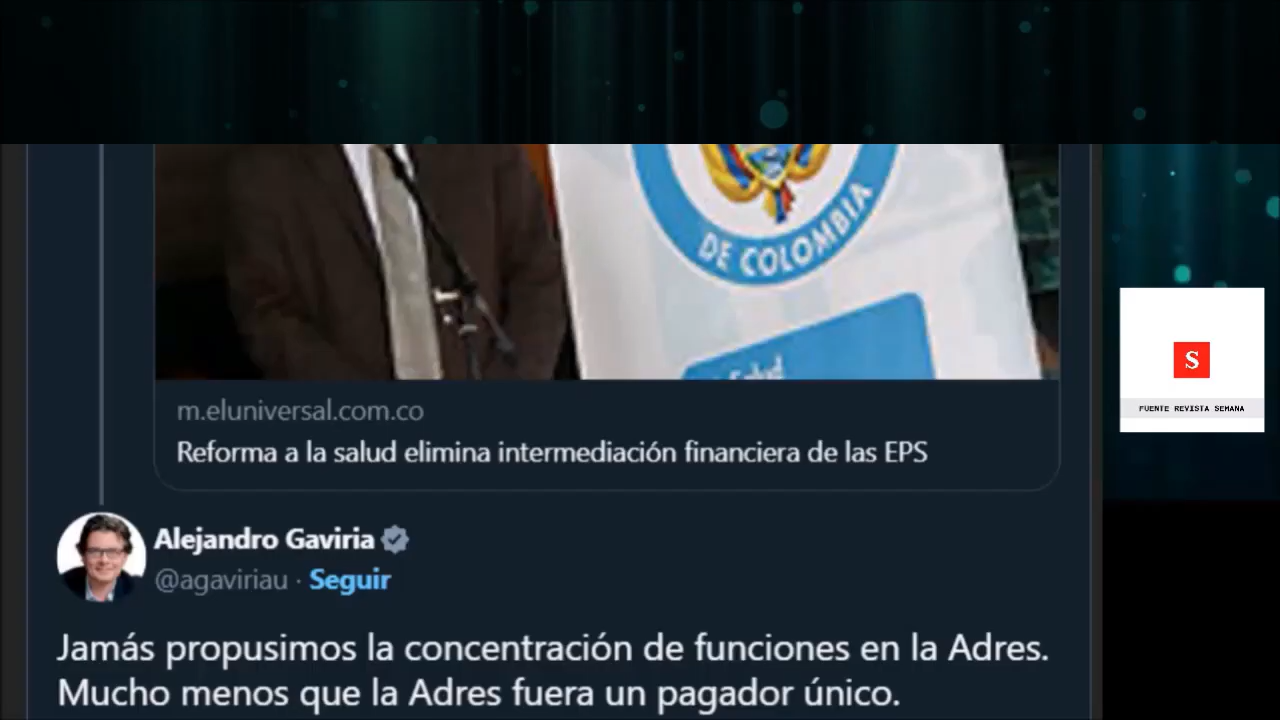 DE COLOMBIA
Salud
m.eluniversal.com.co
Reforma a la salud elimina intermediación financiera de las EPS
S
FUENTE REVISTA SEMANA
Alejandro Gaviria
@agaviriau · Seguir
Jamás propusimos la concentración de funciones en la Adres.
Mucho menos que la Adres fuera un pagador único.